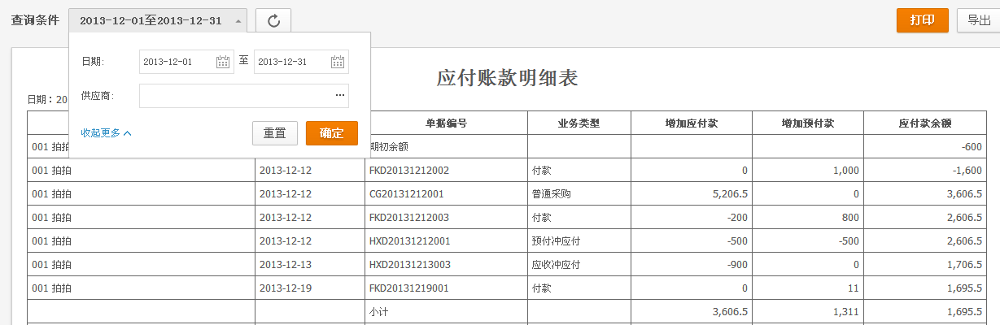 查询条件 2013-12-01至2013-12-31 打印 导出
日期: 2013-12-01 至 2013-12-31
供应商: ...
收起更多 重置 确定
应付账款明细表
日期：20
单据编号 业务类型 增加应付款 增加预付款 应付款余额
001 拍拍 期初余额 -600
001 拍拍 2013-12-12 FKD20131212002 付款 0 1,000 -1,600
001 拍拍 2013-12-12 CG20131212001 普通采购 5,206.5 0 3,606.5
001 拍拍 2013-12-12 FKD20131212003 付款 -200 800 2,606.5
001 拍拍 2013-12-12 HXD20131212001 预付冲应付 -500 -500 2,606.5
001 拍拍 2013-12-13 HXD20131213003 应收冲应付 -900 0 1,706.5
001 拍拍 2013-12-19 FKD20131219001 付款 0 11 1,695.5
小计 3,606.5 1,311 1,695.5